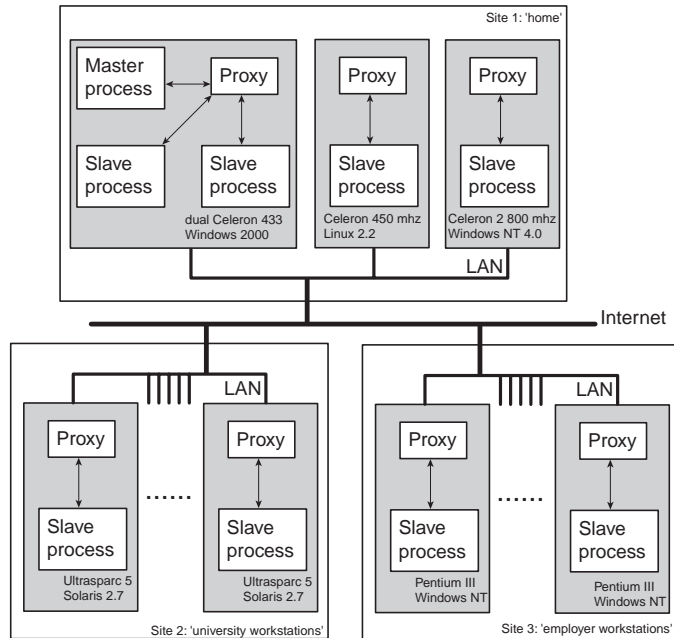 Site 1: 'home'
Master
process
Proxy
Slave
process
Slave
process
dual Celeron 433
Windows 2000
Proxy
Slave
process
Celeron 450 mhz
Linux 2.2
Proxy
Slave
process
Celeron 2 800 mhz
Windows NT 4.0
LAN
Internet
LAN
Proxy
Slave
process
Ultrasparc 5
Solaris 2.7
......
Proxy
Slave
process
Ultrasparc 5
Solaris 2.7
Site 2: 'university workstations'
LAN
Proxy
Slave
process
Pentium III
Windows NT
......
Proxy
Slave
process
Pentium III
Windows NT
Site 3: 'employer workstations'